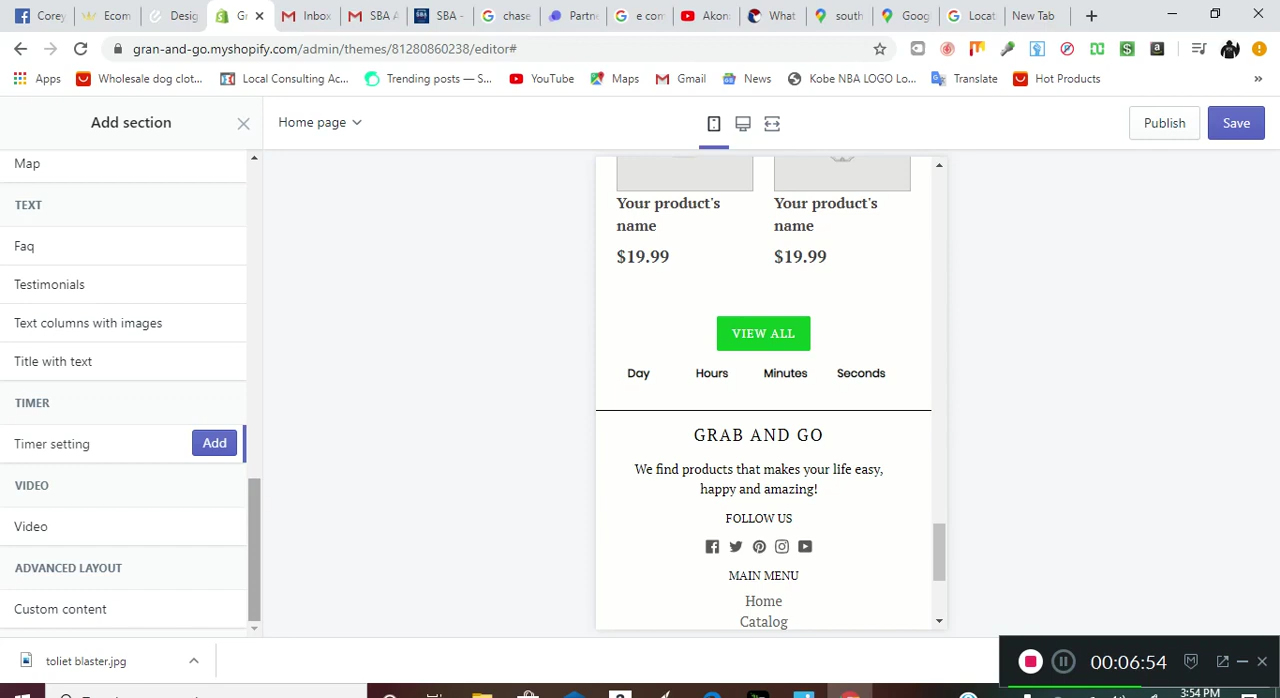 Corey
Ecom
Desig
Gr
Inbox
SBA A
SBA -
chase
Partne
e com
Akon:
What
south
Goog
Locat
New Tab
gran-and-go.myshopify.com/admin/themes/81280860238/editor#
Apps
Wholesale dog clot...
Local Consulting Ac...
Trending posts — S...
YouTube
Maps
Gmail
News
Kobe NBA LOGO Lo...
Translate
Hot Products
Add section
Home page
Publish
Save
Map
TEXT
Faq
Testimonials
Text columns with images
Title with text
TIMER
Timer setting
Add
VIDEO
Video
ADVANCED LAYOUT
Custom content
Your product's
name
$19.99
Your product's
name
$19.99
VIEW ALL
Day Hours Minutes Seconds
GRAB AND GO
We find products that makes your life easy,
happy and amazing!
FOLLOW US
MAIN MENU
Home
Catalog
toliet blaster.jpg
00:06:54
3:54 PM